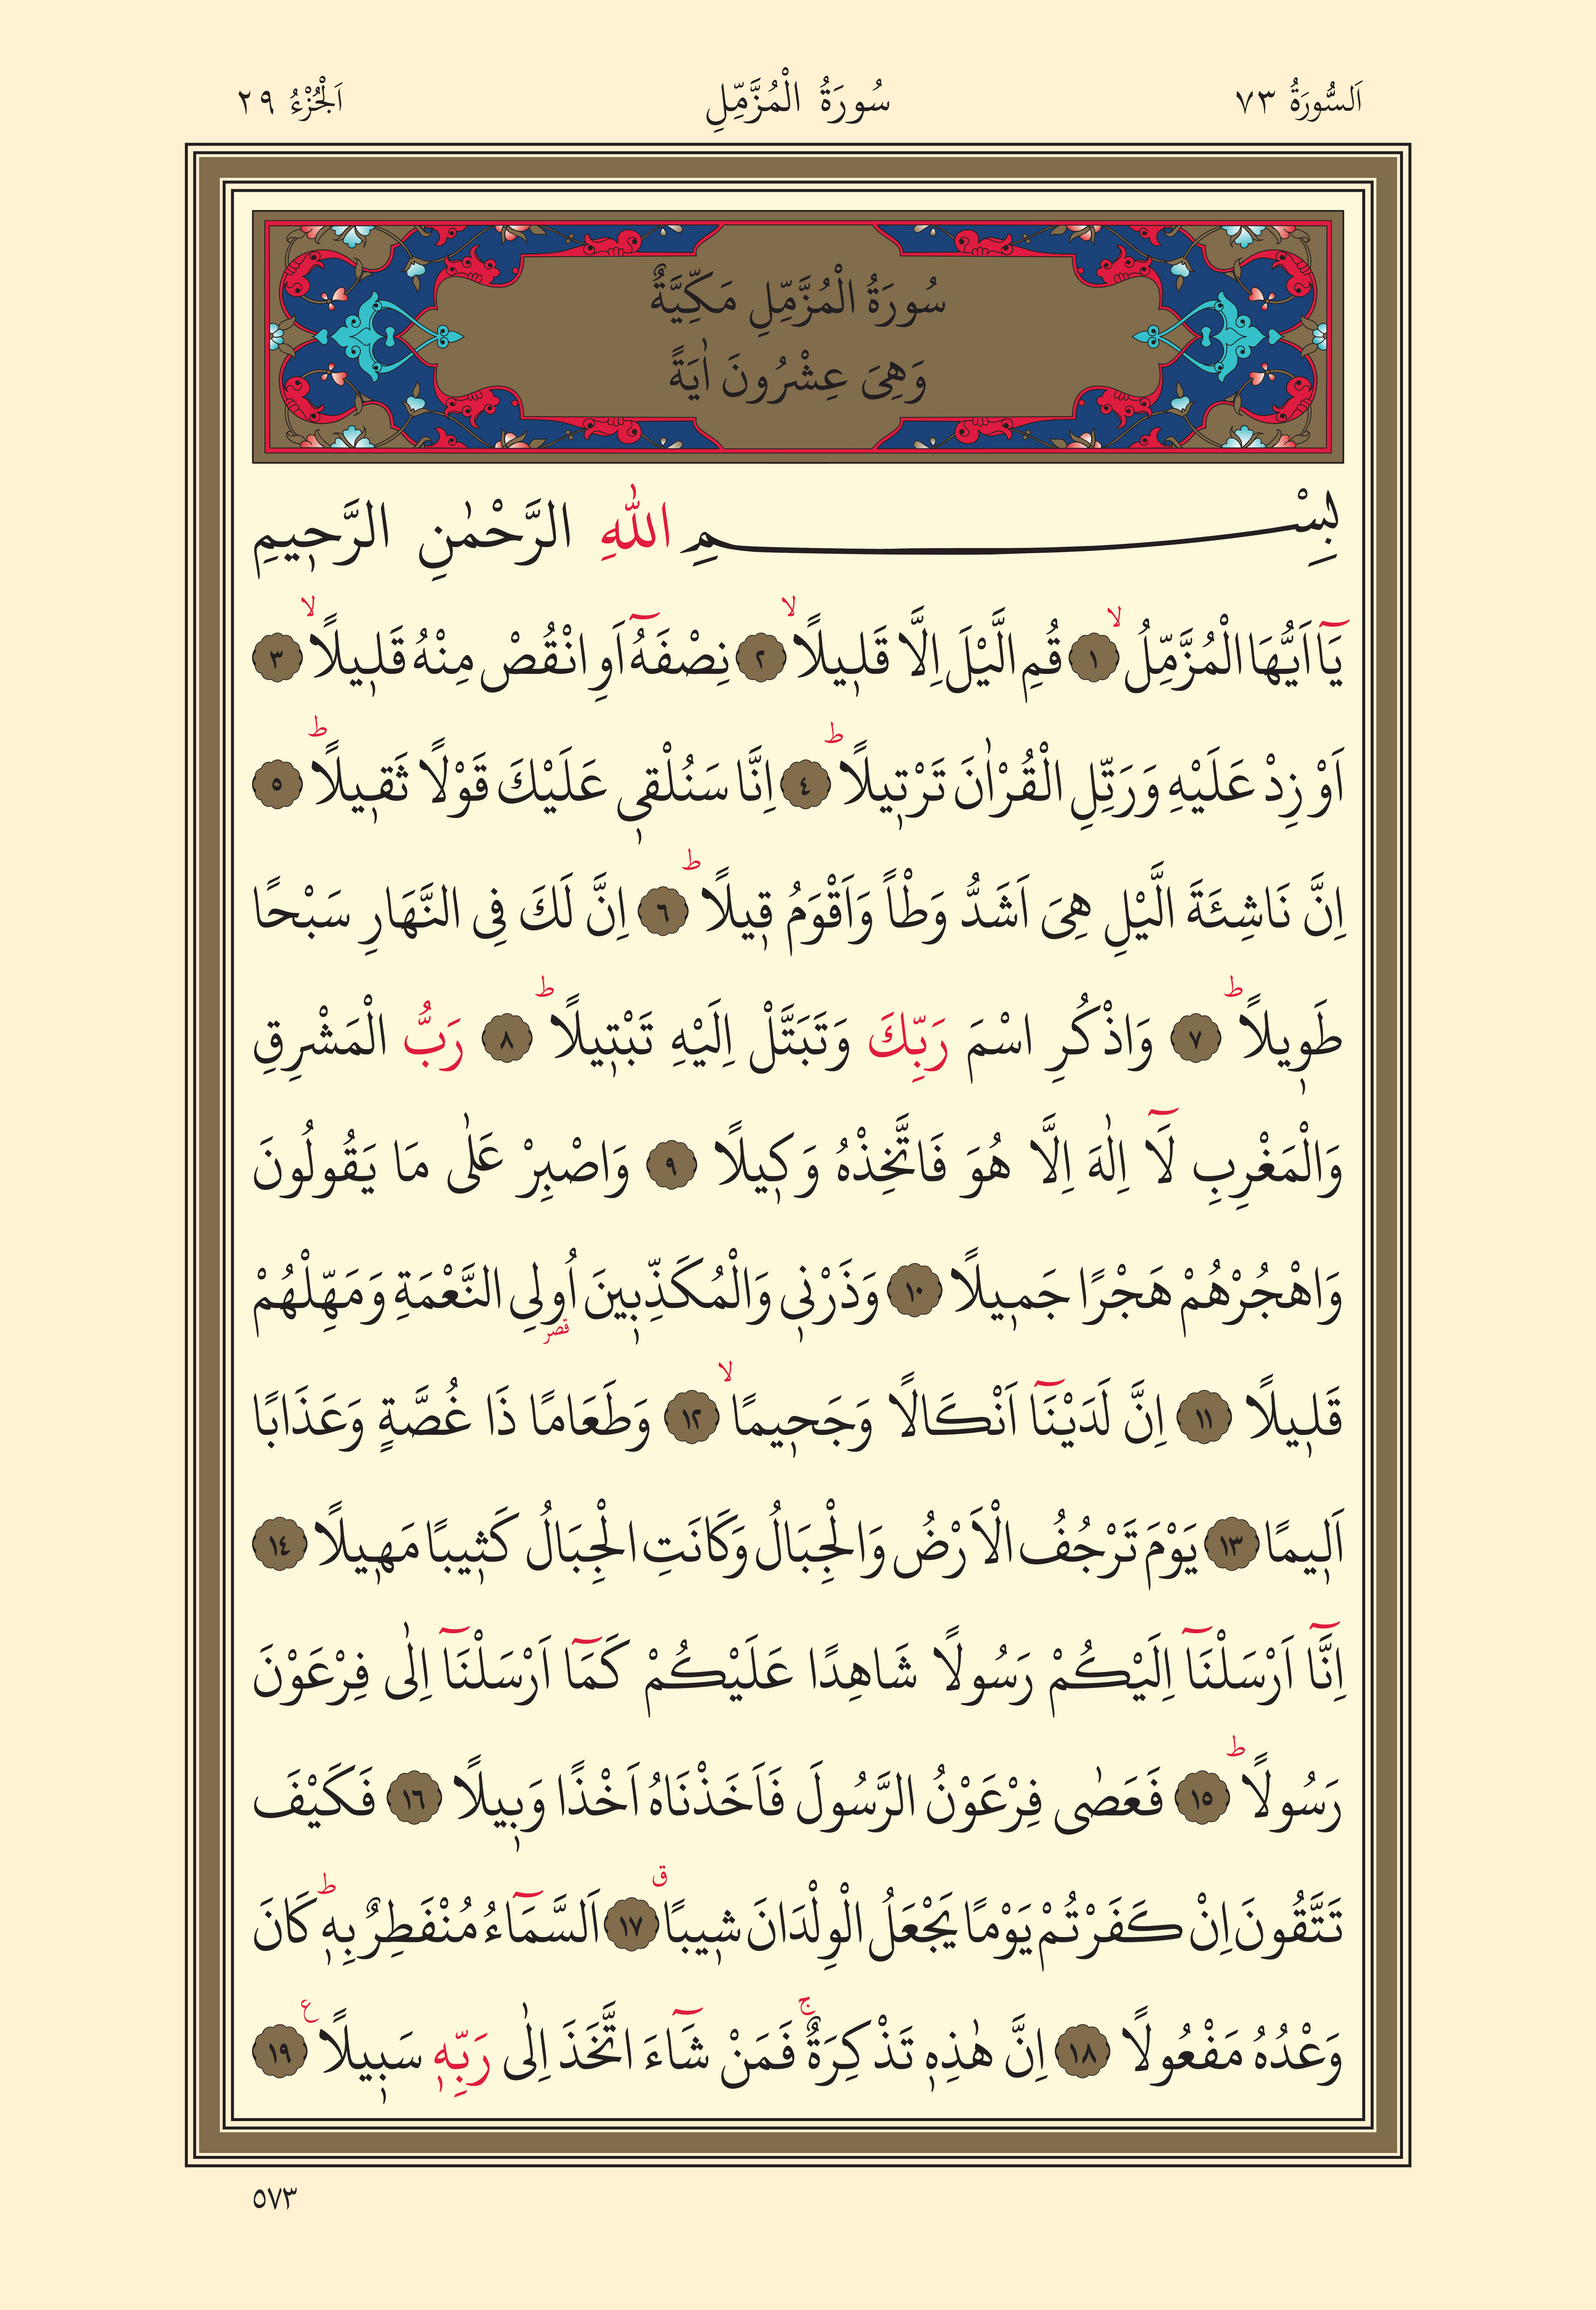 اَلسُّورَةُ ٧٣ سُورَةُ الْمُزَّمِّلِ اَلْجُزْءُ ٢٩
سُورَةُ الْمُزَّمِّلِ مَكِّيَّةٌ
وَهِىَ عِشْرُونَ اٰيَةً
بِسْمِ اللّٰهِ الرَّحْمٰنِ الرَّح۪يمِ
يَٓا اَيُّهَا الْمُزَّمِّلُۙ ﴿١﴾ قُمِ الَّيْلَ اِلَّا قَل۪يلًاۙ ﴿٢﴾ نِصْفَهُٓ اَوِ انْقُصْ مِنْهُ قَل۪يلًاۙ ﴿٣﴾
اَوْ زِدْ عَلَيْهِ وَرَتِّلِ الْقُرْاٰنَ تَرْت۪يلًاۜ ﴿٤﴾ اِنَّا سَنُلْق۪ى عَلَيْكَ قَوْلًا ثَق۪يلًاۜ ﴿٥﴾
اِنَّ نَاشِئَةَ الَّيْلِ هِىَ اَشَدُّ وَطْـًٔا وَاَقْوَمُ ق۪يلًاۜ ﴿٦﴾ اِنَّ لَكَ فِى النَّهَارِ سَبْحًا
طَو۪يلًاۜ ﴿٧﴾ وَاذْكُرِ اسْمَ رَبِّكَ وَتَبَتَّلْ اِلَيْهِ تَبْت۪يلًاۜ ﴿٨﴾ رَبُّ الْمَشْرِقِ
وَالْمَغْرِبِ لَٓا اِلٰهَ اِلَّا هُوَ فَاتَّخِذْهُ وَك۪يلًا ﴿٩﴾ وَاصْبِرْ عَلٰى مَا يَقُولُونَ
وَاهْجُرْهُمْ هَجْرًا جَم۪يلًا ﴿١٠﴾ وَذَرْن۪ى وَالْمُكَذِّب۪ينَ اُو۬لِى النَّعْمَةِ وَمَهِّلْهُمْ
قَل۪يلًا ﴿١١﴾ اِنَّ لَدَيْنَٓا اَنْكَالًا وَجَح۪يمًاۙ ﴿١٢﴾ وَطَعَامًا ذَا غُصَّةٍ وَعَذَابًا
اَل۪يمًا ﴿١٣﴾ يَوْمَ تَرْجُفُ الْاَرْضُ وَالْجِبَالُ وَكَانَتِ الْجِبَالُ كَث۪يبًا مَه۪يلًا ﴿١٤﴾
اِنَّٓا اَرْسَلْنَٓا اِلَيْكُمْ رَسُولًا شَاهِدًا عَلَيْكُمْ كَمَٓا اَرْسَلْنَٓا اِلٰى فِرْعَوْنَ
رَسُولًاۜ ﴿١٥﴾ فَعَصٰى فِرْعَوْنُ الرَّسُولَ فَاَخَذْنَاهُ اَخْذًا وَب۪يلًا ﴿١٦﴾ فَكَيْفَ
تَتَّقُونَ اِنْ كَفَرْتُمْ يَوْمًا يَجْعَلُ الْوِلْدَانَ ش۪يبًاۗ ﴿١٧﴾ اَلسَّمَٓاءُ مُنْفَطِرٌ بِه۪ۜ كَانَ
وَعْدُهُ مَفْعُولًا ﴿١٨﴾ اِنَّ هٰذِه۪ تَذْكِرَةٌۚ فَمَنْ شَٓاءَ اتَّخَذَ اِلٰى رَبِّه۪ سَب۪يلًا۟ ﴿١٩﴾
٥٧٣